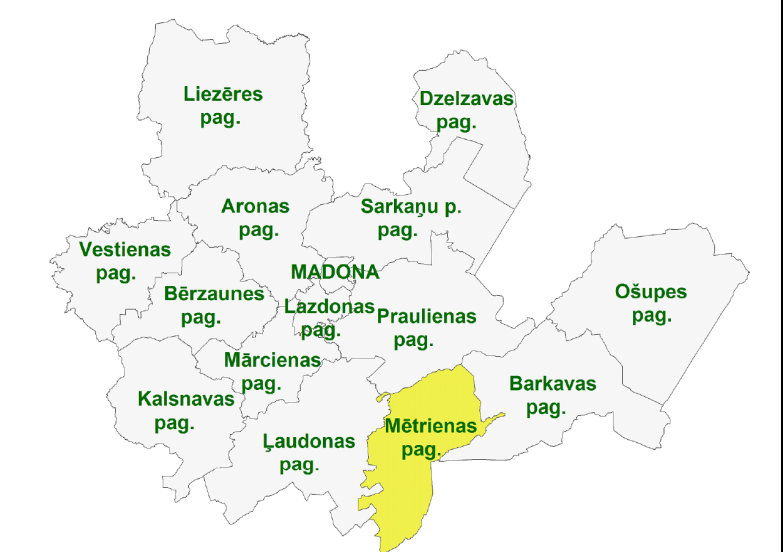 Liezēres
pag.
Dzelzavas
pag.
Aronas
pag.
Sarkaņu p.
pag.
Vestienas
pag.
MADONA
Bērzaunes
pag.
Lazdonas
pag.
Praulienas
pag.
Ošupes
pag.
Mārcienas
pag.
Kalsnavas
pag.
Barkavas
pag.
Ļaudonas
pag.
Mētrienas
pag.